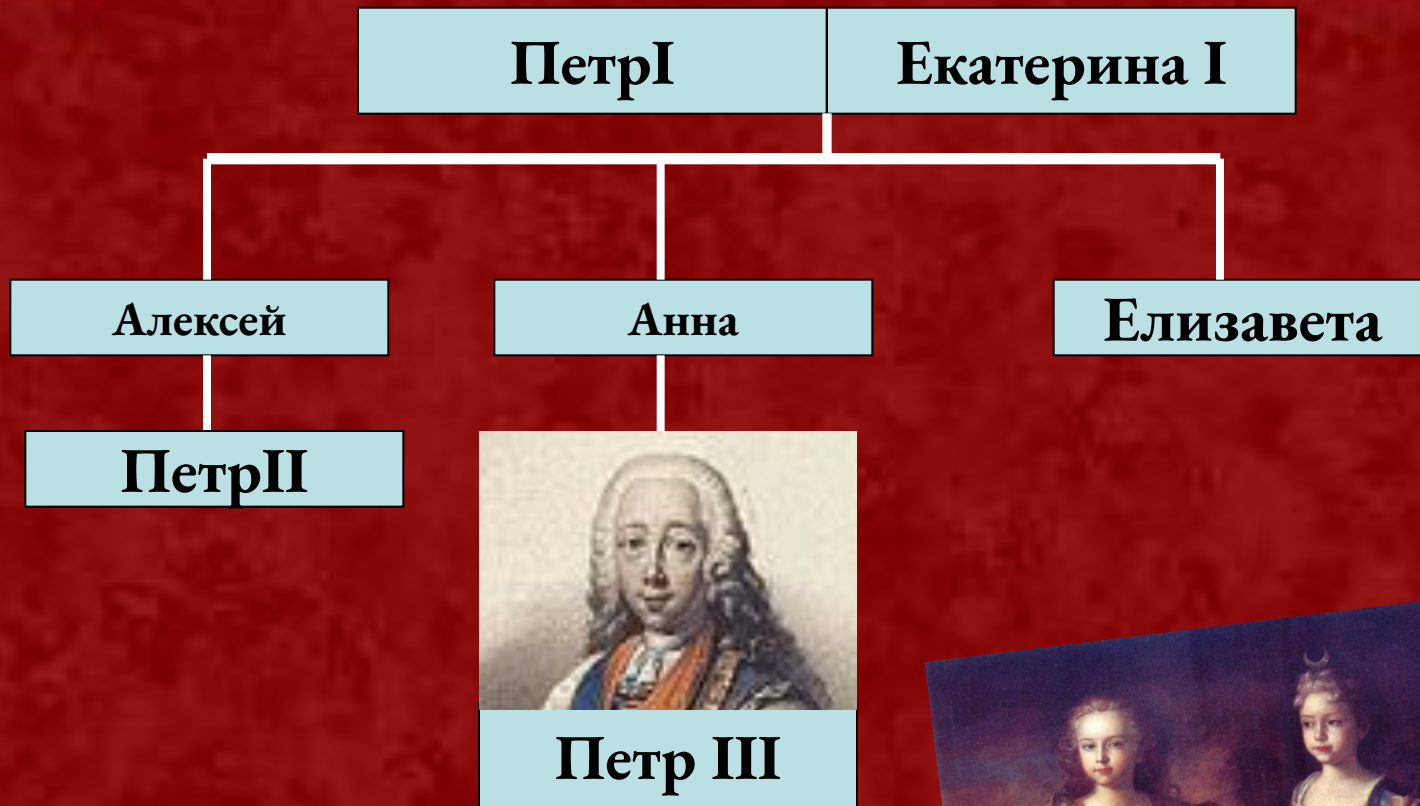 ПетрI
Екатерина I
Алексей
Анна
Елизавета
ПетрII
Петр III